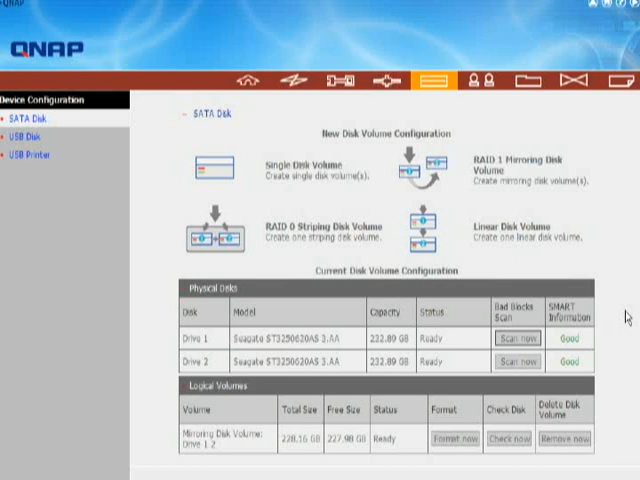 QNAP
QNAP
Device Configuration
SATA Disk
USB Disk
USB Printer
SATA Disk
New Disk Volume Configuration
Single Disk Volume
Create single disk volume(s).
RAID 1 Mirroring Disk
Volume
Create mirroring disk volume(s).
RAID 0 Striping Disk Volume
Create one striping disk volume.
Linear Disk Volume
Create one linear disk volume.
Current Disk Volume Configuration
Physical Disks
Disk Model Capacity Status Bad Blocks Scan SMART Information
Drive 1 Seagate ST3250620AS 3.AA 232.89 GB Ready Scan now Good
Drive 2 Seagate ST3250620AS 3.AA 232.89 GB Ready Scan now Good
Logical Volumes
Volume Total Size Free Size Status Format Check Disk Delete Disk Volume
Mirroring Disk Volume: Drive 1 2 228.16 GB 227.98 GB Ready Format now Check now Remove now